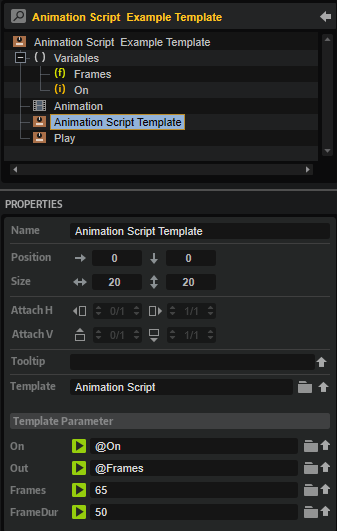 Animation Script Example Template
Animation Script Example Template
( ) Variables
(f) Frames
(i) On
Animation
Animation Script Template
Play
PROPERTIES
Name Animation Script Template
Position 0 0
Size 20 20
Attach H 0/1 1/1
Attach V 0/1 1/1
Tooltip
Template Animation Script
Template Parameter
On @On
Out @Frames
Frames 65
FrameDur 50